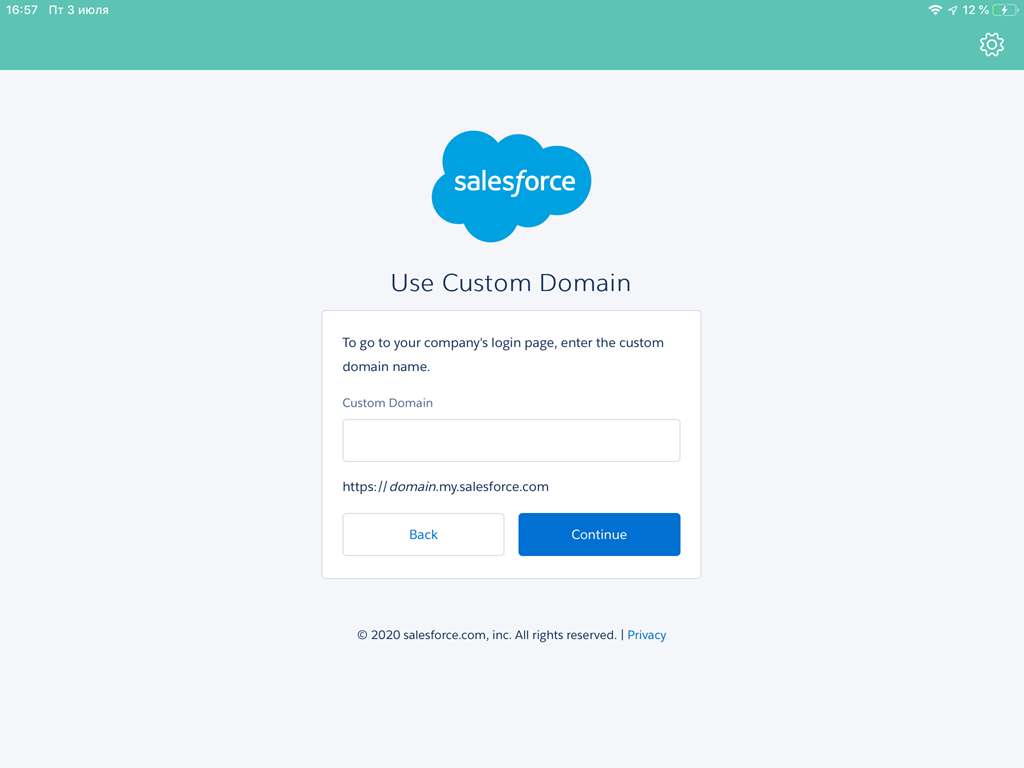 16:57 Пт 3 июля 12 %
salesforce
Use Custom Domain
To go to your company's login page, enter the custom
domain name.
Custom Domain
https://domain.my.salesforce.com
Back Continue
© 2020 salesforce.com, inc. All rights reserved. | Privacy